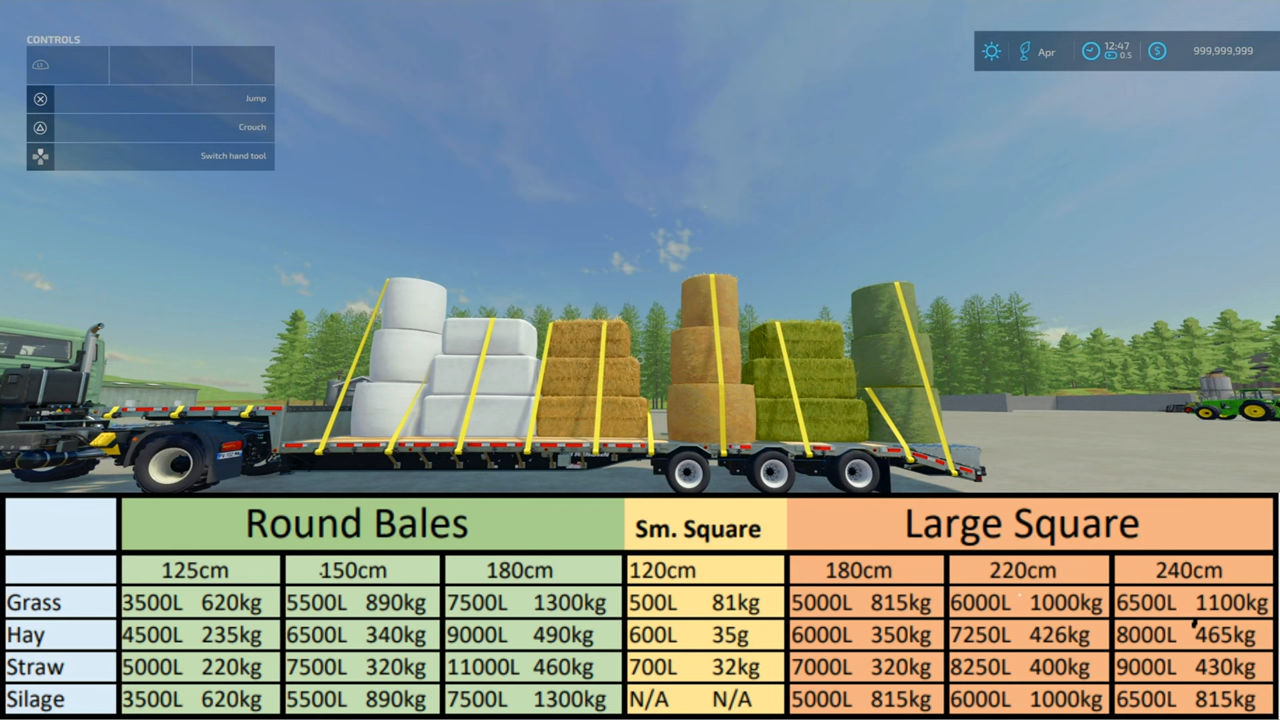 CONTROLS
Jump
Crouch
Switch hand tool
Apr 12:47 0.5 999,999,999
Round Bales Sm. Square Large Square
125cm 150cm 180cm 120cm 180cm 220cm 240cm
Grass 3500L 620kg 5500L 890kg 7500L 1300kg 500L 81kg 5000L 815kg 6000L 1000kg 6500L 1100kg
Hay 4500L 235kg 6500L 340kg 9000L 490kg 600L 35g 6000L 350kg 7250L 426kg 8000L 465kg
Straw 5000L 220kg 7500L 320kg 11000L 460kg 700L 32kg 7000L 320kg 8250L 400kg 9000L 430kg
Silage 3500L 620kg 5500L 890kg 7500L 1300kg N/A N/A 5000L 815kg 6000L 1000kg 6500L 815kg